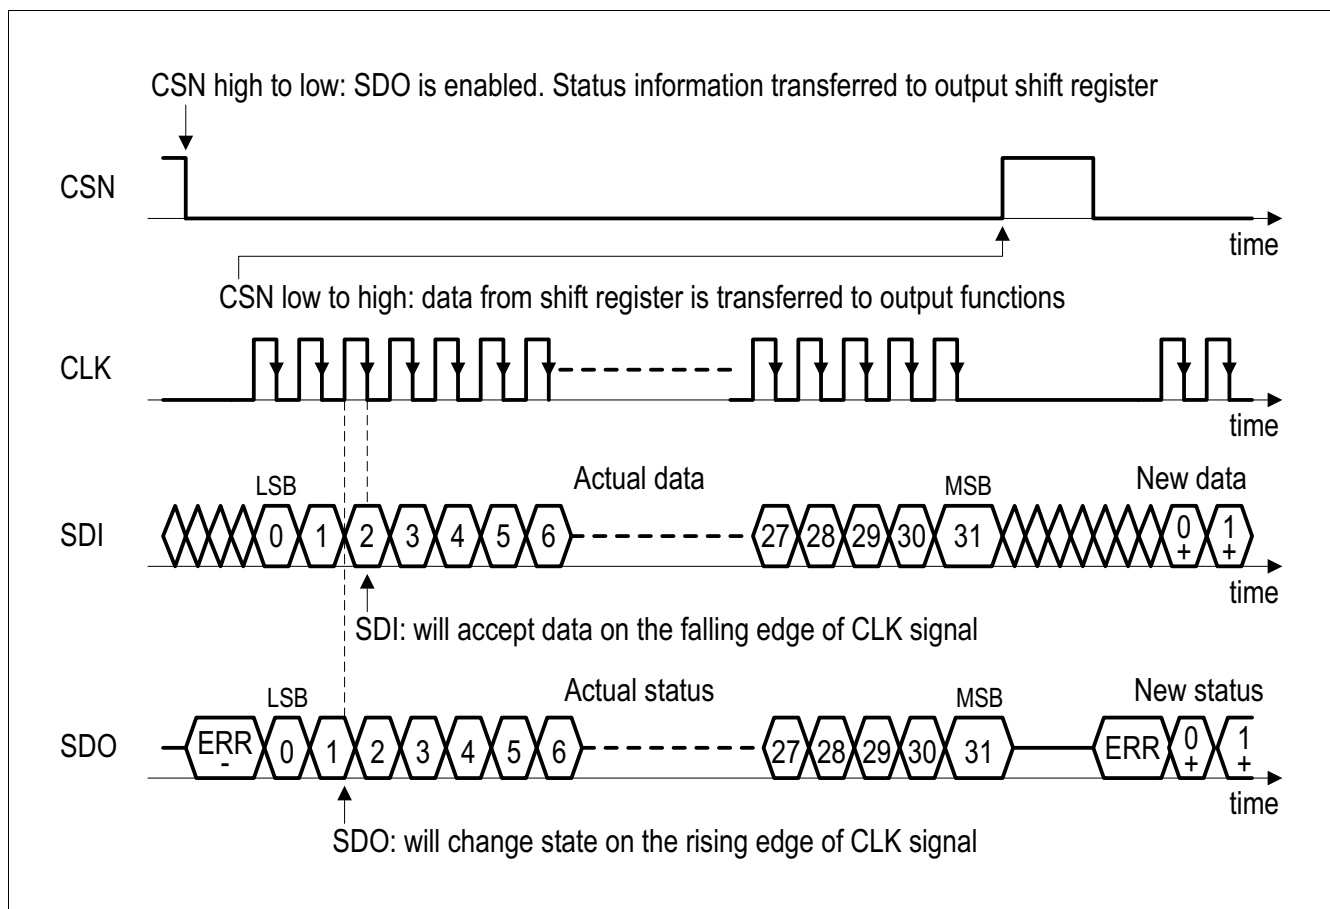 CSN high to low: SDO is enabled. Status information transferred to output shift register
CSN
time
CSN low to high: data from shift register is transferred to output functions
CLK
time
LSB Actual data MSB New data
SDI 0 1 2 3 4 5 6 27 28 29 30 31 0 + 1 +
time
SDI: will accept data on the falling edge of CLK signal
LSB Actual status MSB New status
SDO ERR - 0 1 2 3 4 5 6 27 28 29 30 31 ERR 0 + 1 +
time
SDO: will change state on the rising edge of CLK signal